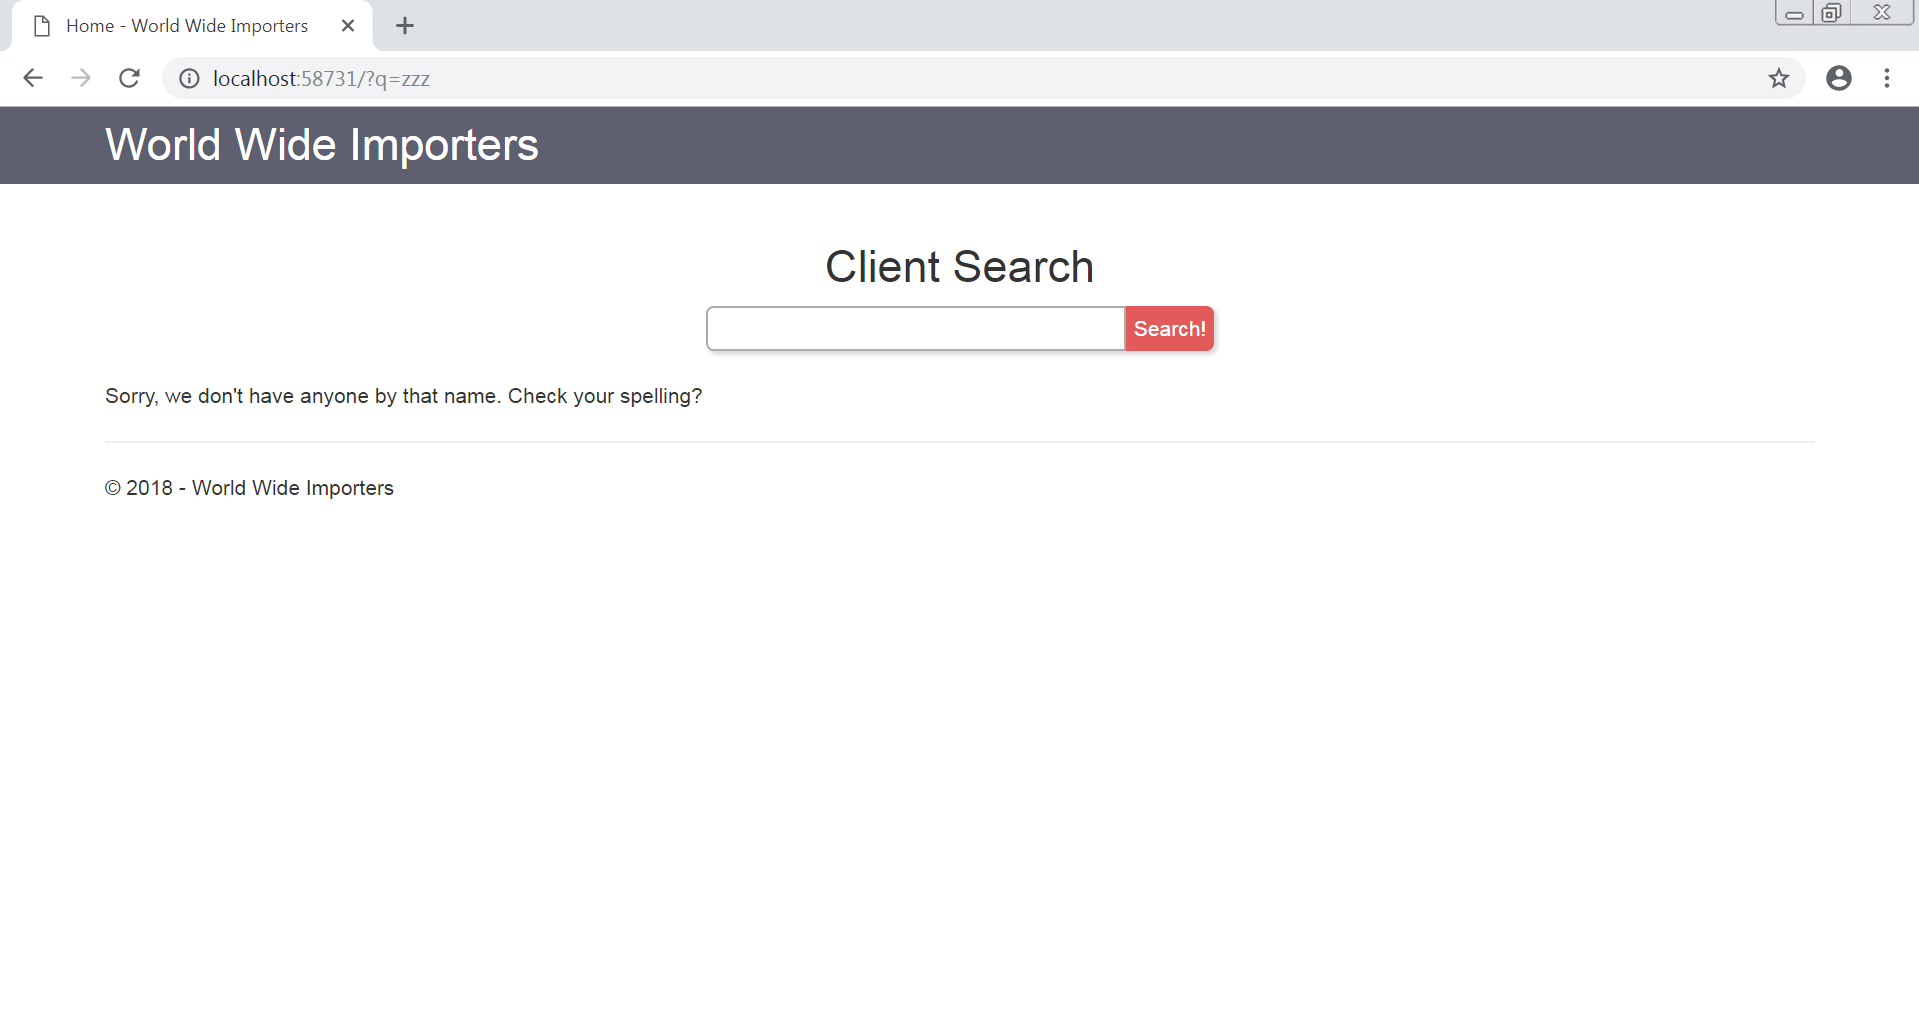 Home - World Wide Importers
localhost:58731/?q=zzz
World Wide Importers
Client Search
Search!
Sorry, we don't have anyone by that name. Check your spelling?
© 2018 - World Wide Importers